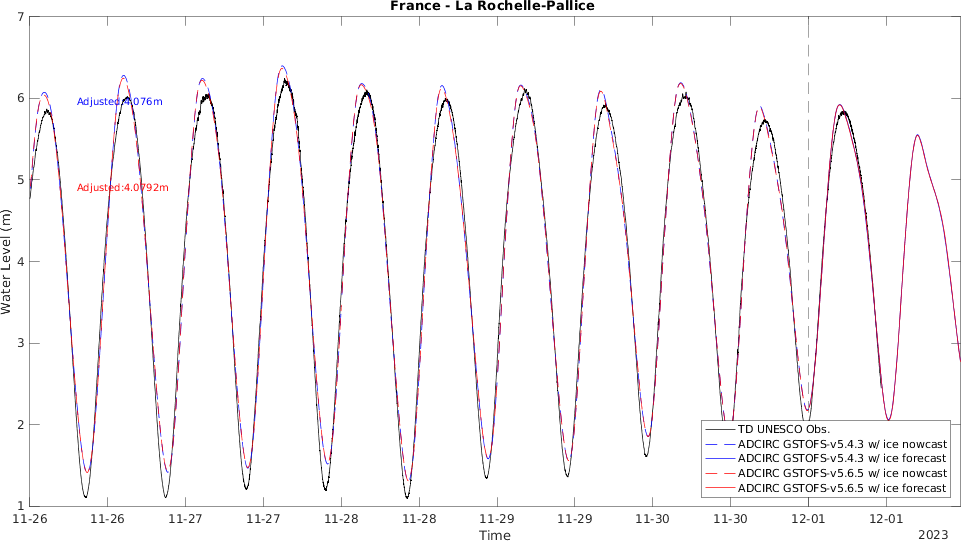 France - La Rochelle-Pallice
7
6
5
4
3
2
1
Water Level (m)
Adjusted:4.076m
Adjusted:4.0792m
TD UNESCO Obs.
ADCIRC GSTOFS-v5.4.3 w/ ice nowcast
ADCIRC GSTOFS-v5.4.3 w/ ice forecast
ADCIRC GSTOFS-v5.6.5 w/ ice nowcast
ADCIRC GSTOFS-v5.6.5 w/ ice forecast
11-26 11-26 11-27 11-27 11-28 11-28 11-29 11-29 11-30 11-30 12-01 12-01
Time
2023